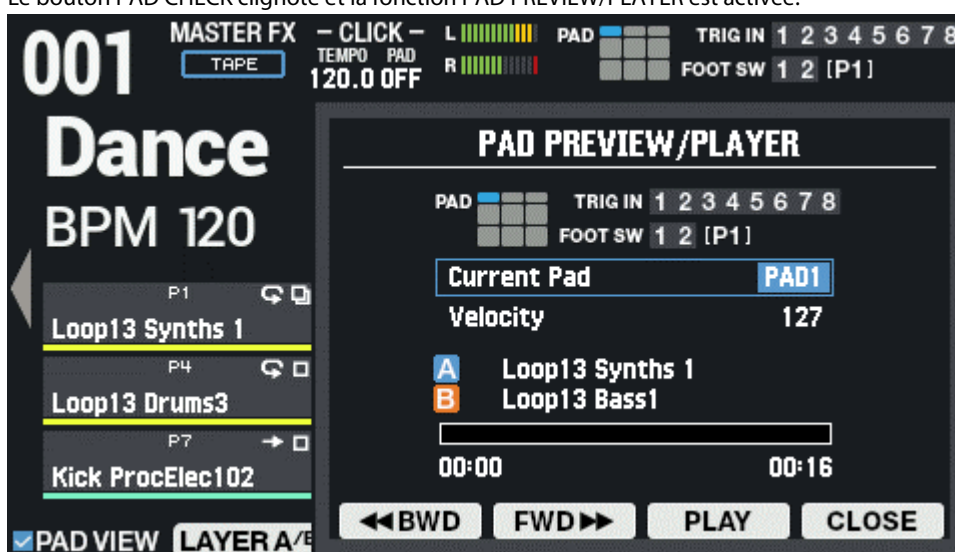 Le bouton PAD CHECK clignote et la fonction PAD PREVIEW/PLAYER est activée.
001 MASTER FX – CLICK – L PAD TRIG IN 1 2 3 4 5 6 7 8
TAPE TEMPO PAD R FOOT SW 1 2 [P1]
120.0 OFF
Dance
BPM 120
P1
Loop13 Synths 1
P4
Loop13 Drums3
P7
Kick ProcElec102
PAD VIEW LAYER A/B
PAD PREVIEW/PLAYER
PAD TRIG IN 1 2 3 4 5 6 7 8
FOOT SW 1 2 [P1]
Current Pad PAD1
Velocity 127
A Loop13 Synths 1
B Loop13 Bass1
00:00 00:16
◀◀BWD FWD▶▶ PLAY CLOSE